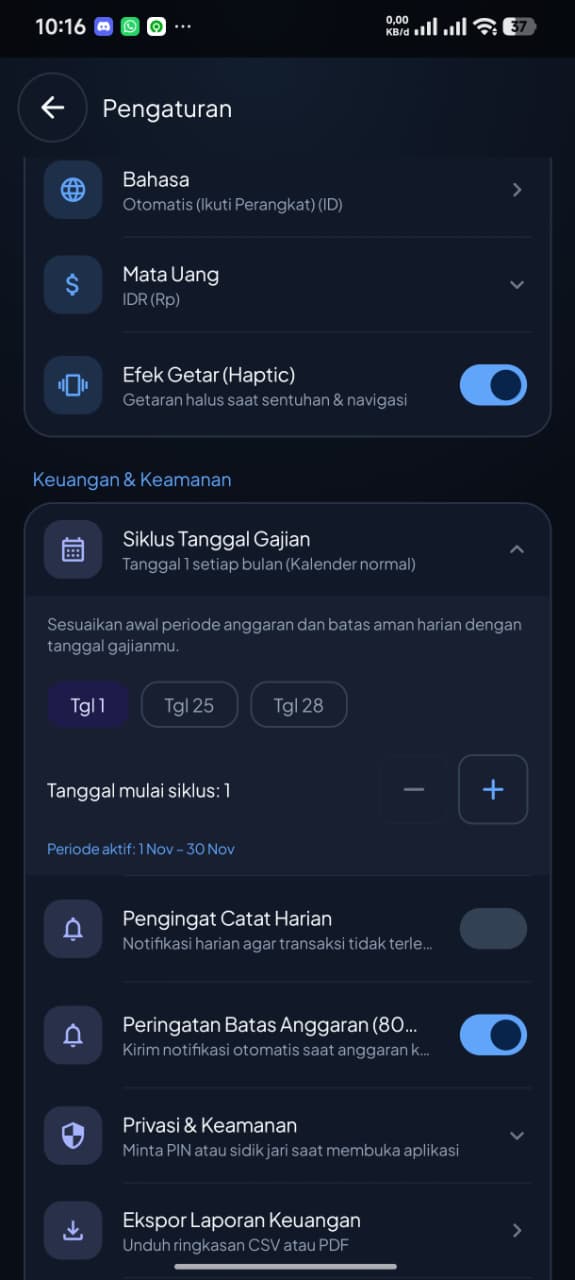 10:16
0,00
KB/d
37
Pengaturan
Bahasa
Otomatis (Ikuti Perangkat) (ID)
Mata Uang
IDR (Rp)
Efek Getar (Haptic)
Getaran halus saat sentuhan & navigasi
Keuangan & Keamanan
Siklus Tanggal Gajian
Tanggal 1 setiap bulan (Kalender normal)
Sesuaikan awal periode anggaran dan batas aman harian dengan
tanggal gajianmu.
Tgl 1
Tgl 25
Tgl 28
Tanggal mulai siklus: 1
Periode aktif: 1 Nov – 30 Nov
Pengingat Catat Harian
Notifikasi harian agar transaksi tidak terle...
Peringatan Batas Anggaran (80...
Kirim notifikasi otomatis saat anggaran k...
Privasi & Keamanan
Minta PIN atau sidik jari saat membuka aplikasi
Ekspor Laporan Keuangan
Unduh ringkasan CSV atau PDF